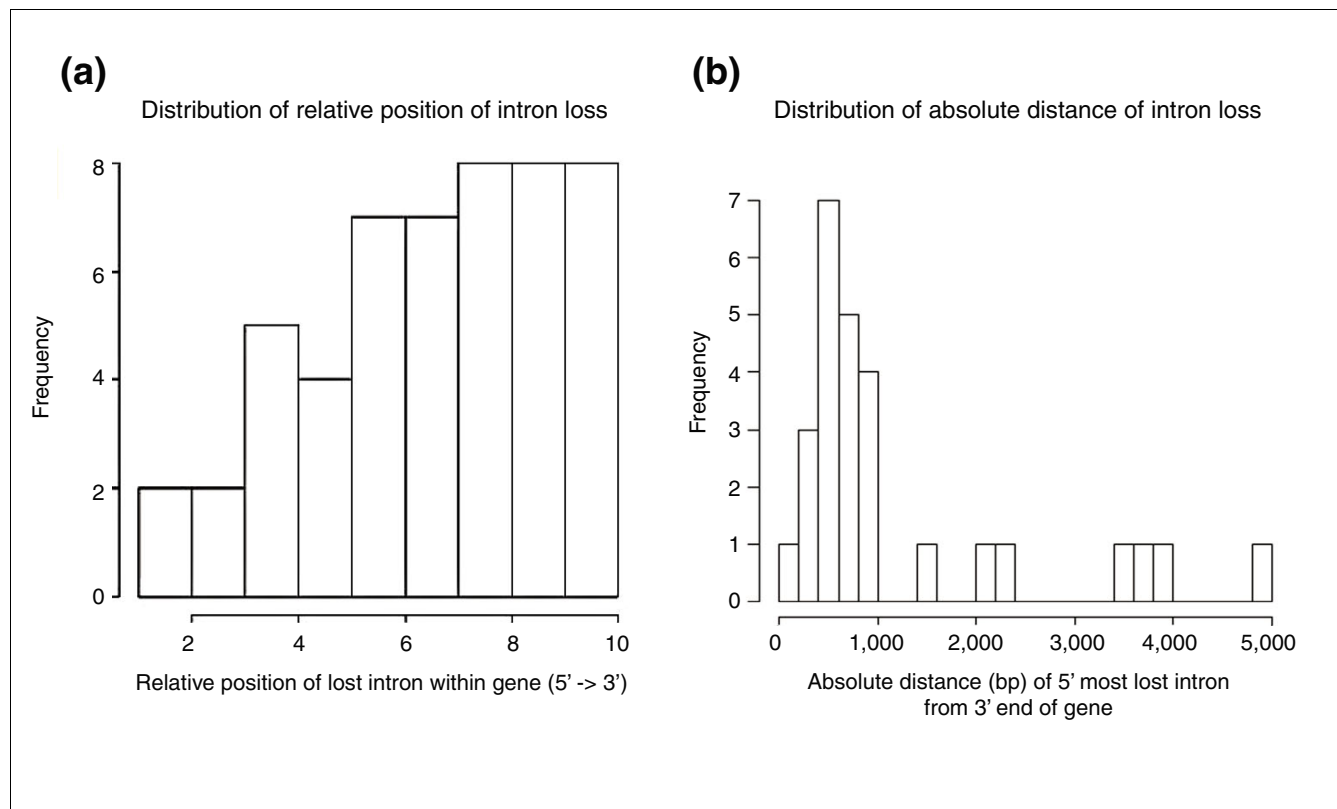 (a)
Distribution of relative position of intron loss
8
6
4
2
0
Frequency
2 4 6 8 10
Relative position of lost intron within gene (5’ -> 3’)
(b)
Distribution of absolute distance of intron loss
7
6
5
4
3
2
1
0
Frequency
0 1,000 2,000 3,000 4,000 5,000
Absolute distance (bp) of 5’ most lost intron
from 3’ end of gene